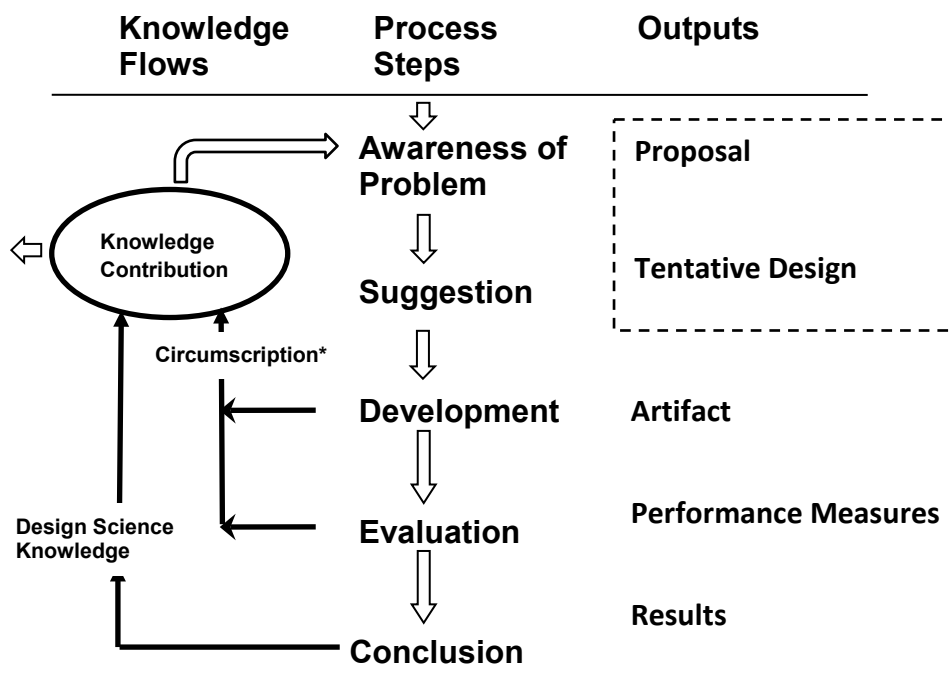 Knowledge
Flows
Process
Steps
Outputs
Awareness of
Problem
Proposal
Knowledge
Contribution
Suggestion
Tentative Design
Circumscription*
Development
Artifact
Design Science
Knowledge
Evaluation
Performance Measures
Conclusion
Results